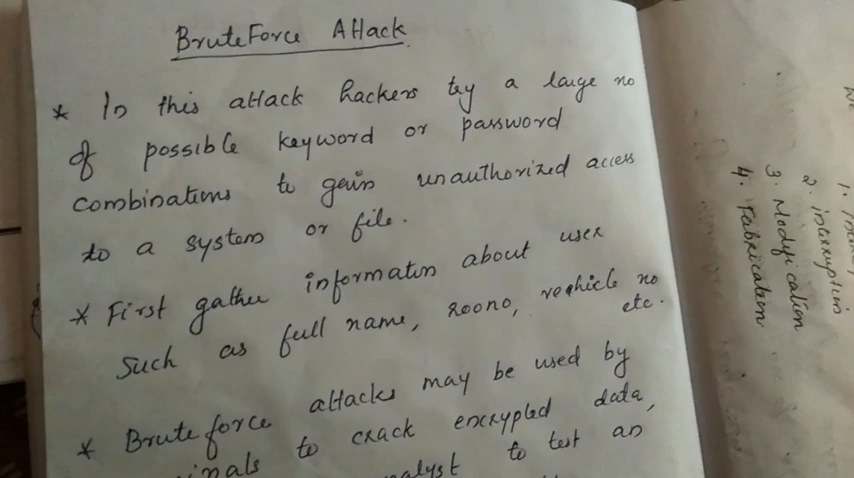 BruteForce Attack
* In this attack hackers try a large no
of possible keyword or password
combinations to gain unauthorized access
to a system or file.
* First gather informatin about user
such as full name, roono, vechicle no
etc.
* Brute force attacks may be used by
to crack encrypted data,
to test an
2. interruption
3. Modification
4. Fabrication